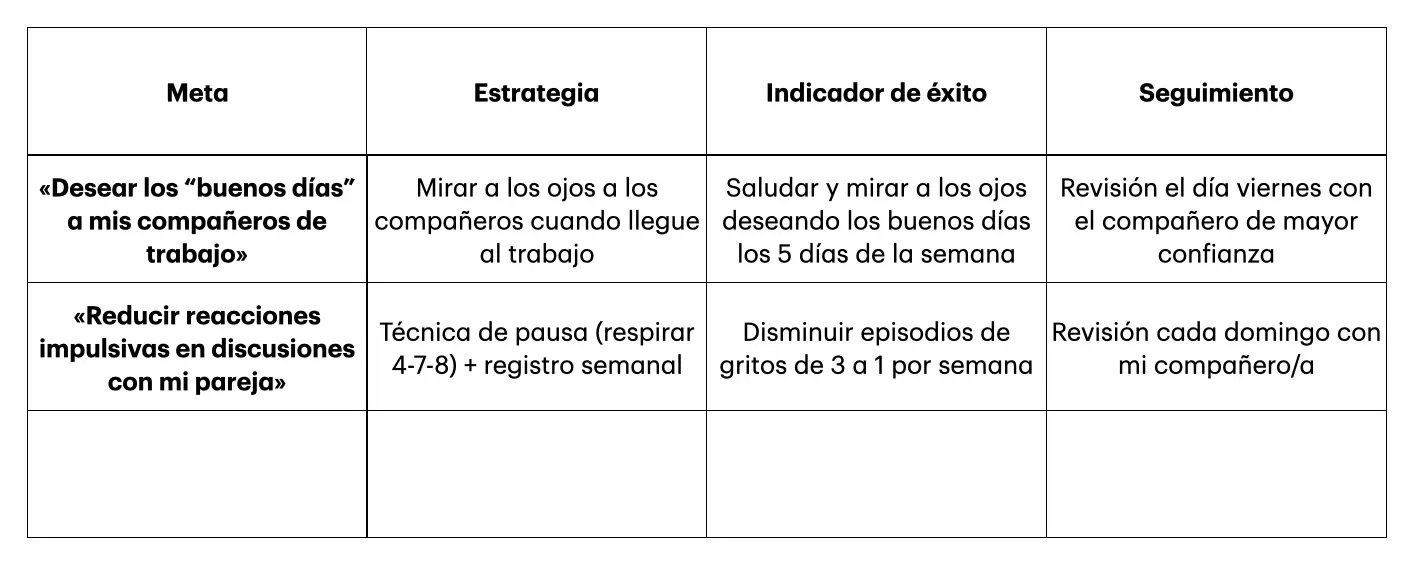 Meta
Estrategia
Indicador de éxito
Seguimiento
«Desear los “buenos días”
a mis compañeros de
trabajo»
Mirar a los ojos a los
compañeros cuando llegue
al trabajo
Saludar y mirar a los ojos
deseando los buenos días
los 5 días de la semana
Revisión el día viernes con
el compañero de mayor
confianza
«Reducir reacciones
impulsivas en discusiones
con mi pareja»
Técnica de pausa (respirar
4-7-8) + registro semanal
Disminuir episodios de
gritos de 3 a 1 por semana
Revisión cada domingo con
mi compañero/a